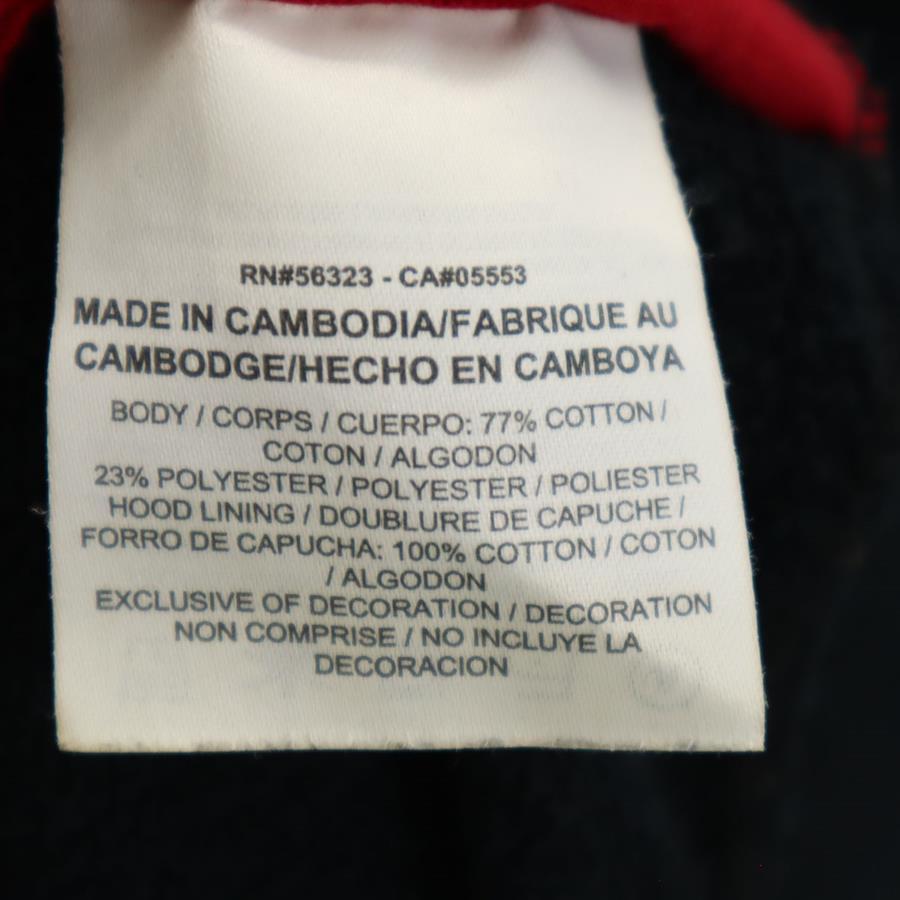 RN#56323 - CA#05553
MADE IN CAMBODIA/FABRIQUE AU
CAMBODGE/HECHO EN CAMBOYA
BODY / CORPS / CUERPO: 77% COTTON /
COTON / ALGODON
23% POLYESTER / POLYESTER / POLIESTER
HOOD LINING / DOUBLURE DE CAPUCHE /
FORRO DE CAPUCHA: 100% COTTON / COTON
/ ALGODON
EXCLUSIVE OF DECORATION / DECORATION
NON COMPRISE / NO INCLUYE LA
DECORACION